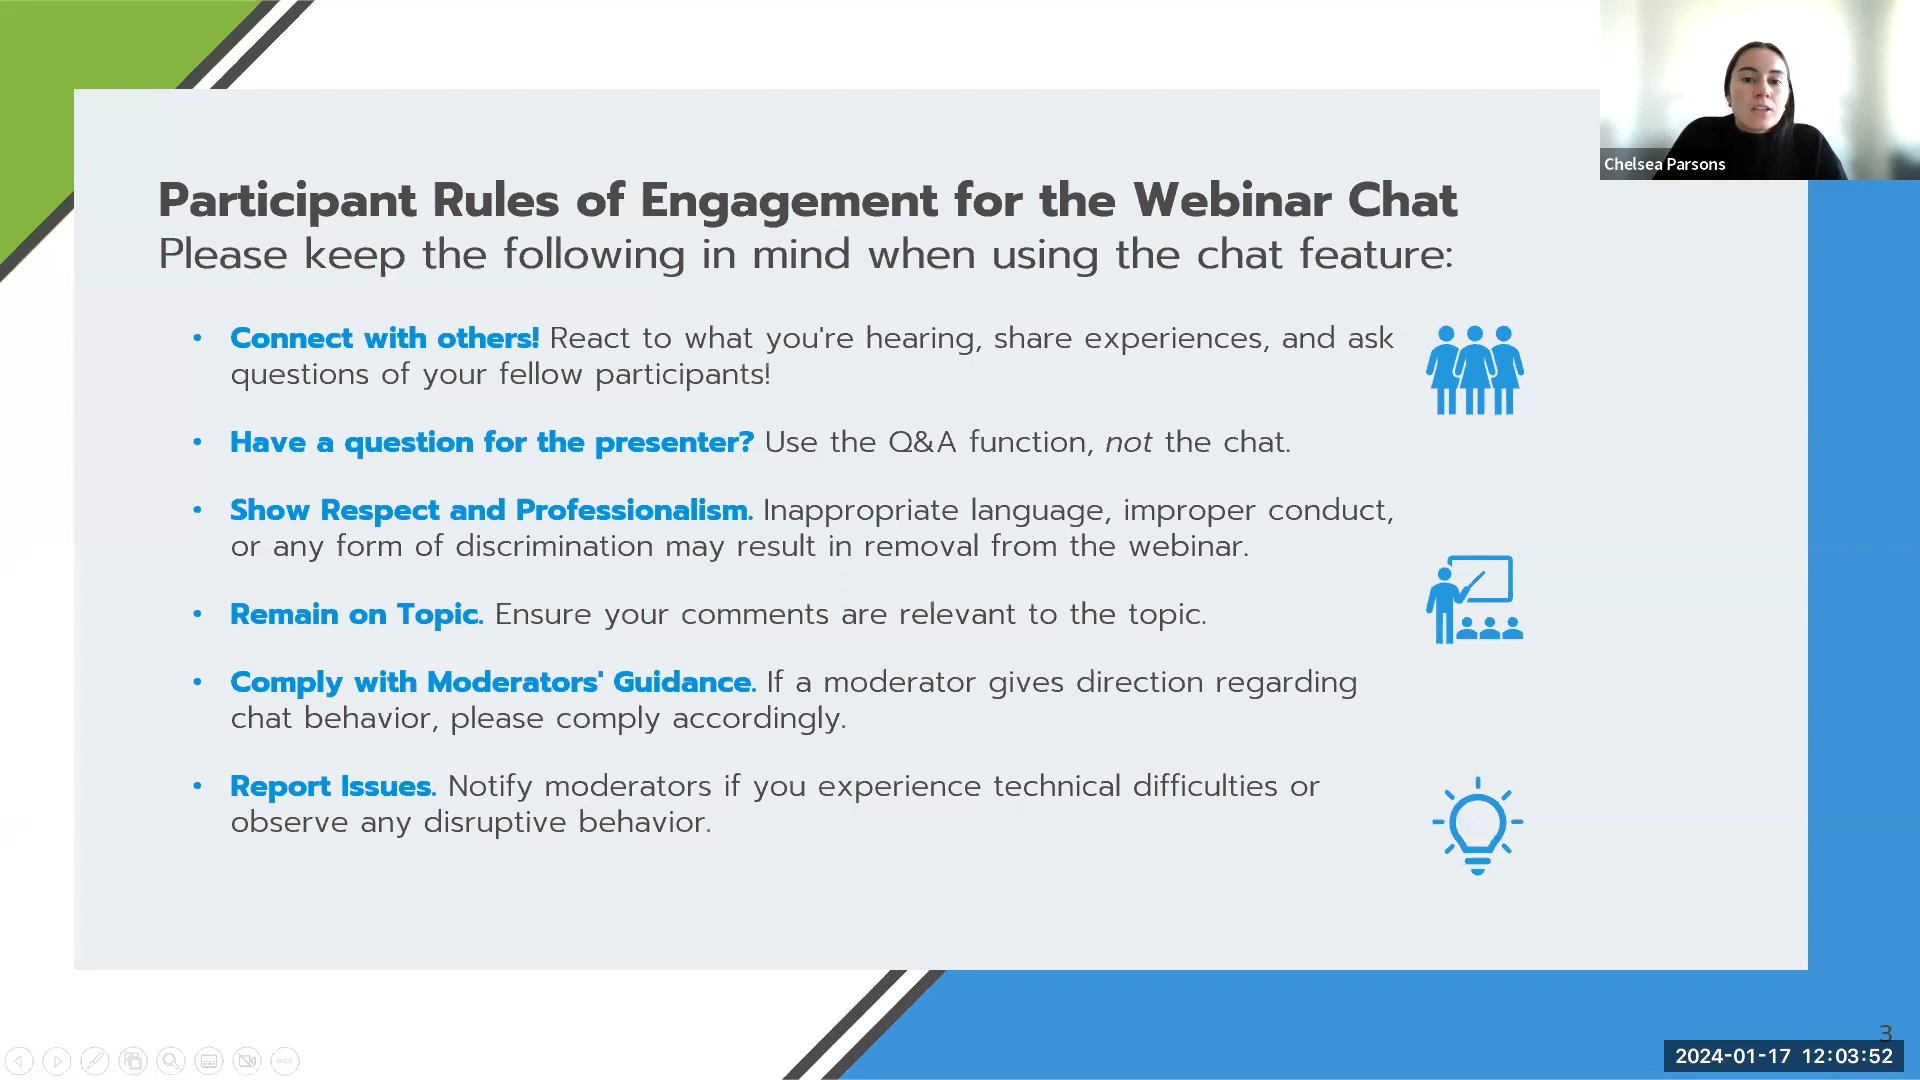 Chelsea Parsons
Participant Rules of Engagement for the Webinar Chat
Please keep the following in mind when using the chat feature:
• Connect with others! React to what you're hearing, share experiences, and ask
questions of your fellow participants!
• Have a question for the presenter? Use the Q&A function, not the chat.
• Show Respect and Professionalism. Inappropriate language, improper conduct,
or any form of discrimination may result in removal from the webinar.
• Remain on Topic. Ensure your comments are relevant to the topic.
• Comply with Moderators' Guidance. If a moderator gives direction regarding
chat behavior, please comply accordingly.
• Report Issues. Notify moderators if you experience technical difficulties or
observe any disruptive behavior.
3
2024-01-17 12:03:52